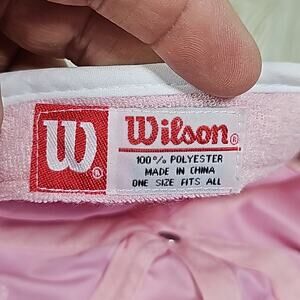 W®
Wilson®
100% POLYESTER
MADE IN CHINA
ONE SIZE FITS ALL